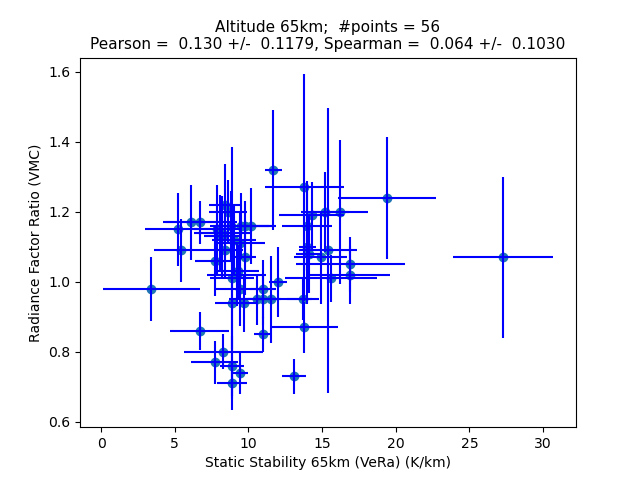 Altitude 65km;  #points = 56
Pearson =  0.130 +/-  0.1179, Spearman =  0.064 +/-  0.1030
Radiance Factor Ratio (VMC)
1.6
1.4
1.2
1.0
0.8
0.6
0 5 10 15 20 25 30
Static Stability 65km (VeRa) (K/km)